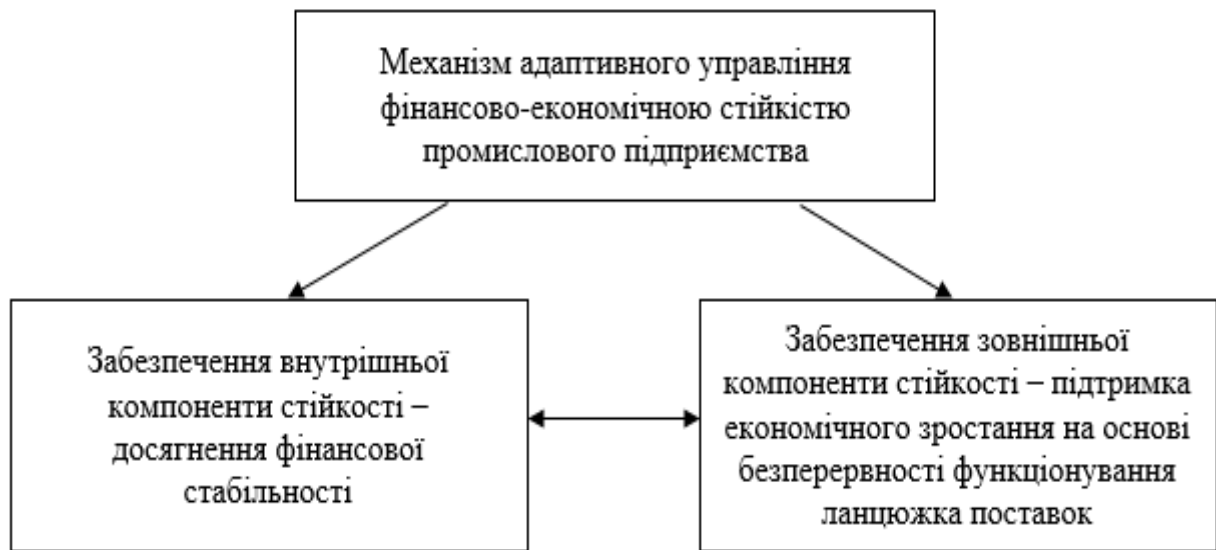 Механізм адаптивного управління
фінансово-економічною стійкістю
промислового підприємства
Забезпечення внутрішньої
компоненти стійкості –
досягнення фінансової
стабільності
Забезпечення зовнішньої
компоненти стійкості – підтримка
економічного зростання на основі
безперервності функціонування
ланцюжка поставок